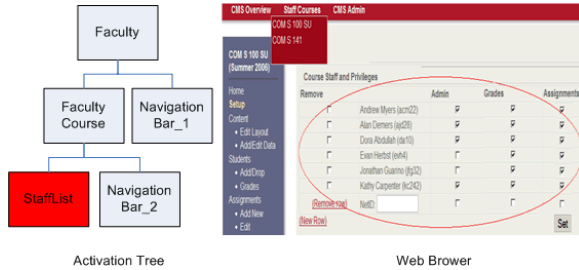 Faculty
Faculty
Course
Navigation
Bar_1
StaffList
Navigation
Bar_2
Activation Tree
CMS Overview Staff Courses CMS Admin
COM S 100 SU
COM S 141
COM S 100 SU
(Summer 2006)
Home
Setup
Content
• Edit Layout
• Add/Edit Data
Students
• Add/Drop
• Grades
Assignments
• Add New
• Edit
Course Staff and Privileges
Remove Admin Grades Assignments
Andrew Myers (acm22)
Alan Demers (ajd28)
Dora Abdullah (da10)
Evan Herbst (evh4)
Jonathan Guarino (jfg32)
Kathy Carpenter (kc242)
(Remove row) NetID:
(New Row)
Set
Web Brower